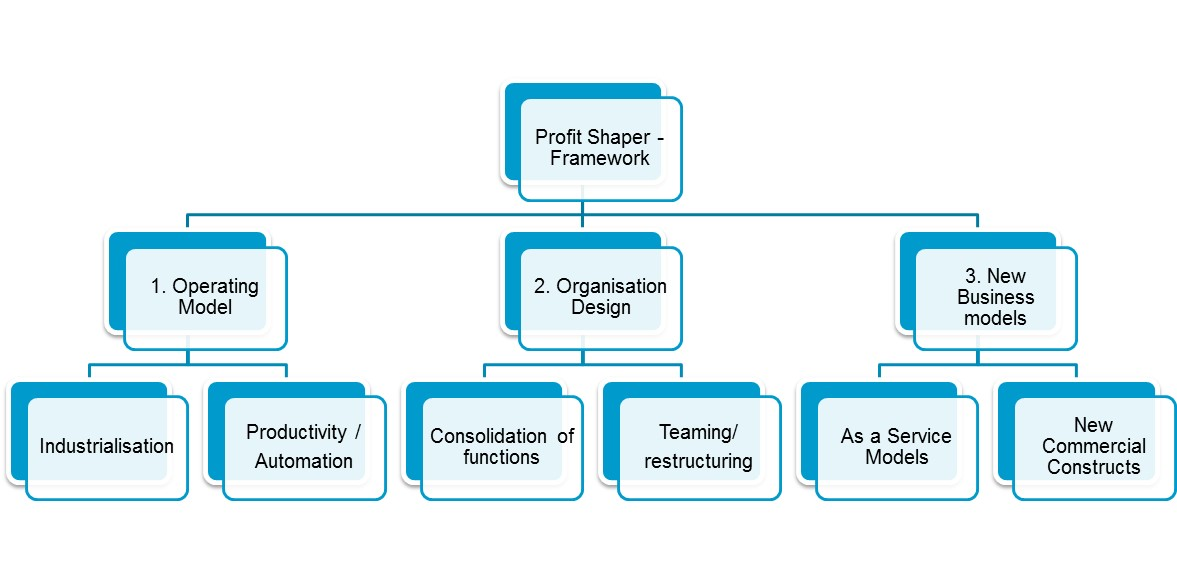 Profit Shaper -
Framework
1. Operating
Model
2. Organisation
Design
3. New
Business
models
Industrialisation
Productivity /
Automation
Consolidation of
functions
Teaming/
restructuring
As a Service
Models
New
Commercial
Constructs